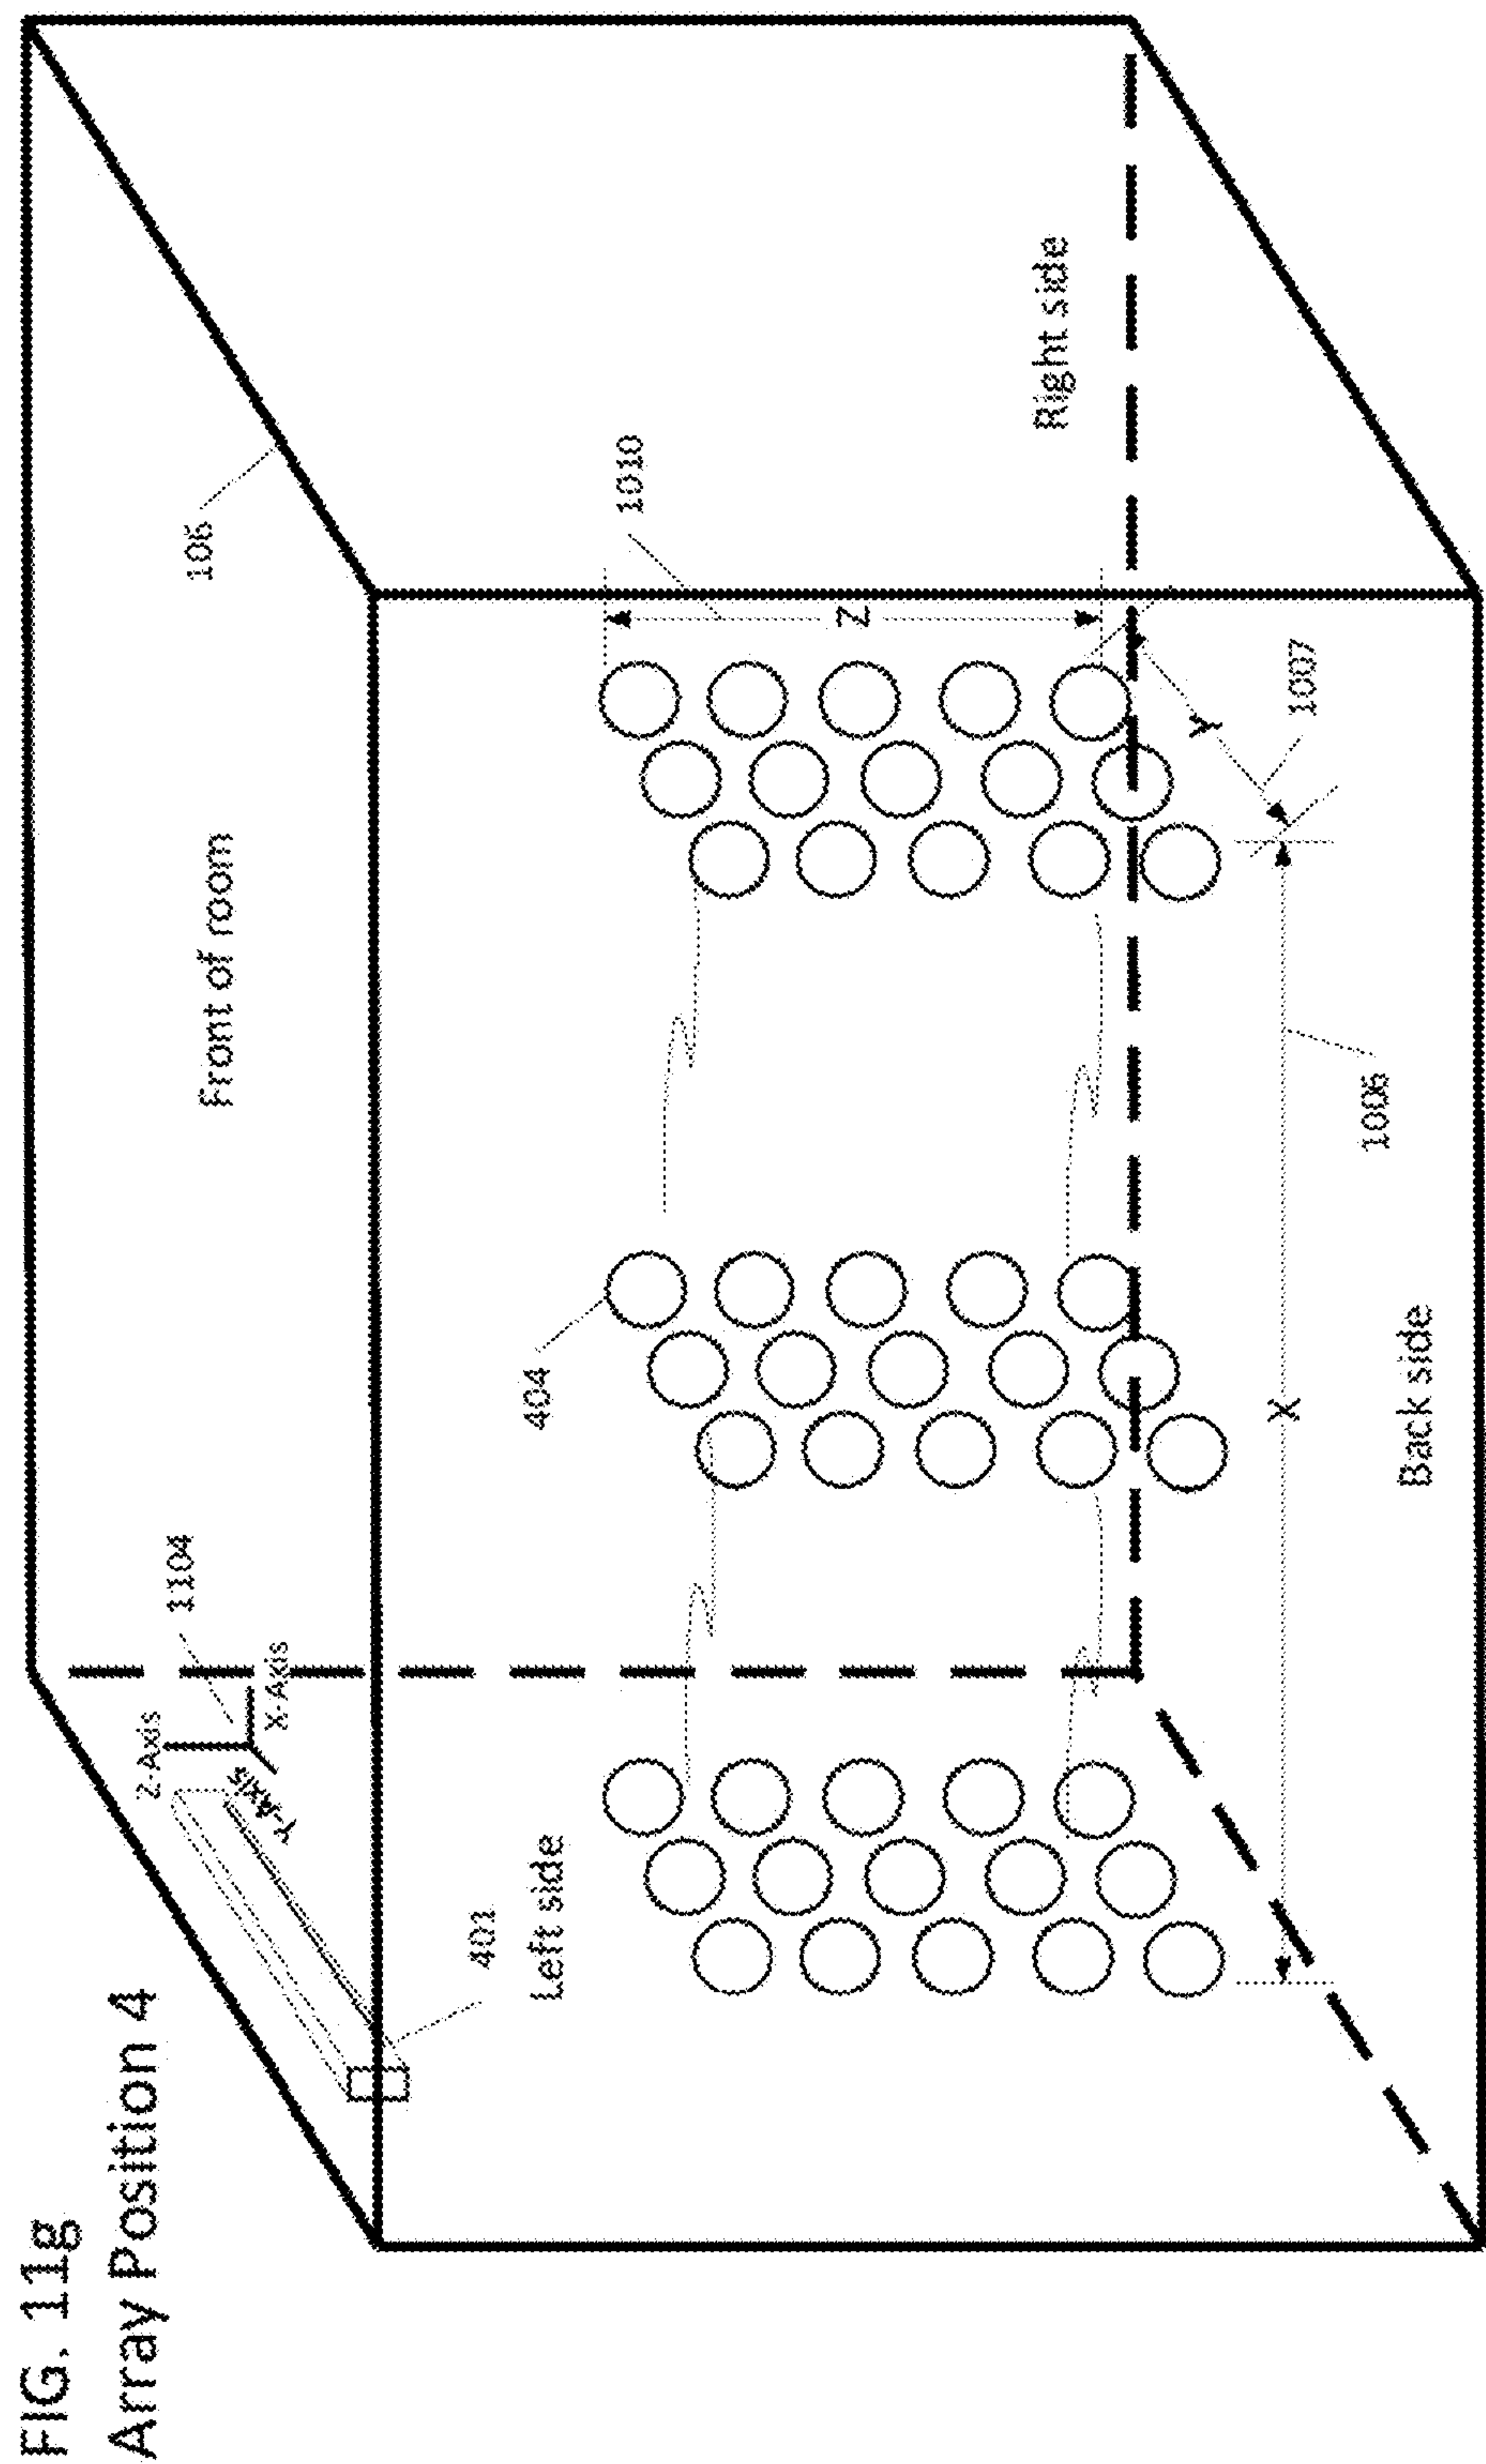 FIG. 11g
Array Position 4
Z-Axis
1104
X-Axis
Y-Axis
Front of room
106
401
Left side
404
1010
Z
Right side
Y
1007
X
1006
Back side